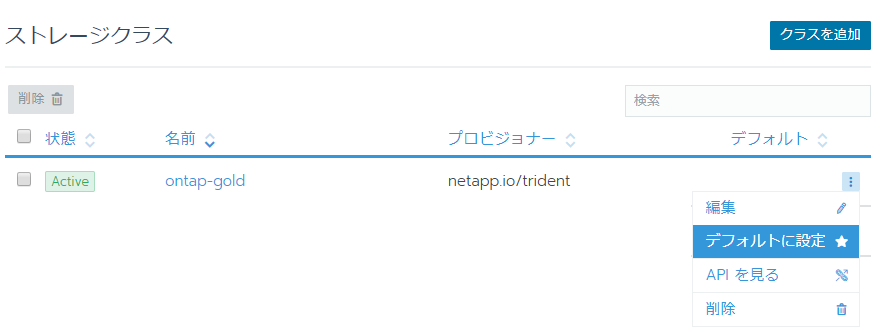 ストレージクラス
クラスを追加
削除
検索
状態 名前 プロビジョナー デフォルト
Active ontap-gold netapp.io/trident
編集
デフォルトに設定
API を見る
削除